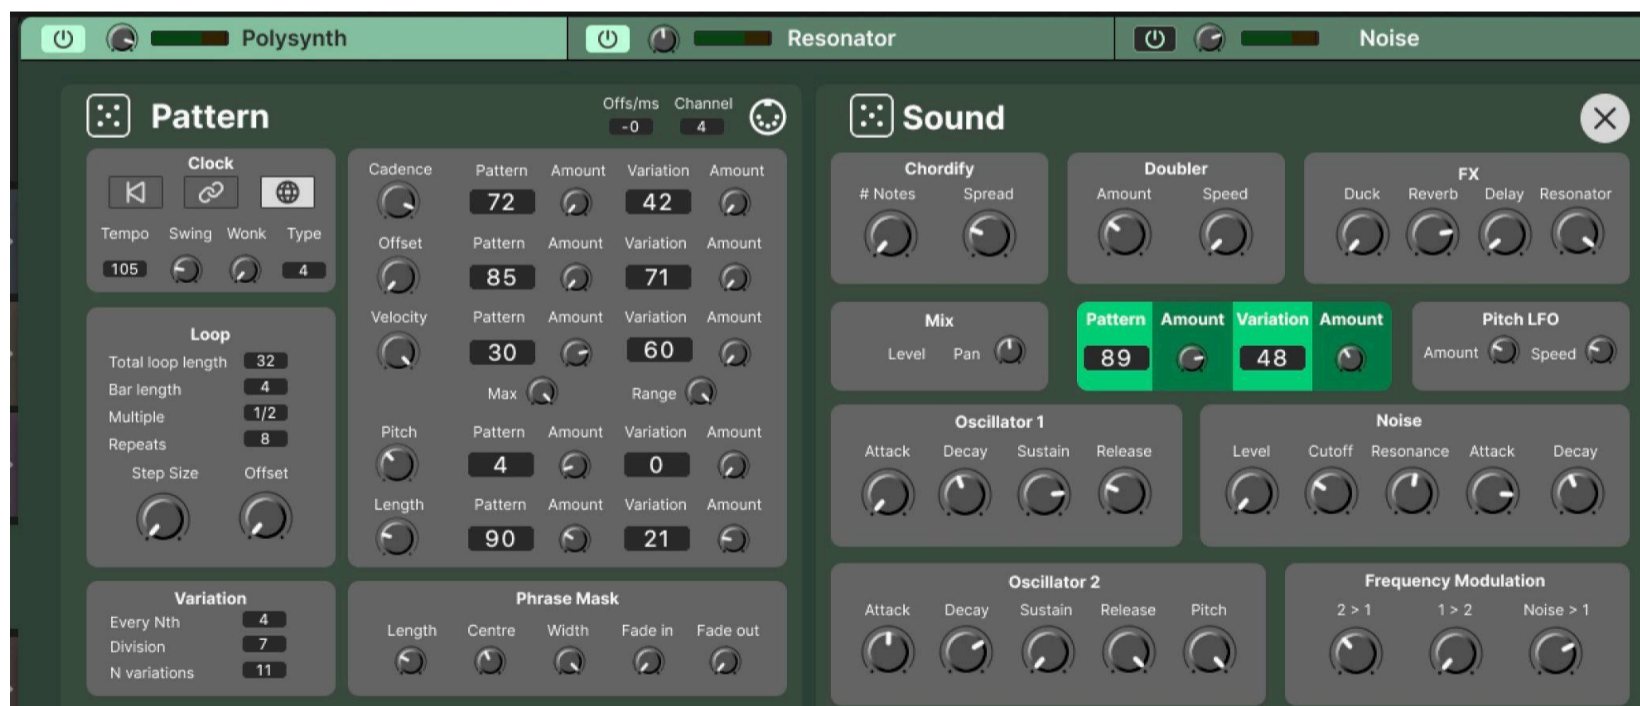 Polysynth Resonator Noise
Pattern
Offs/ms Channel
-0 4
Clock
Tempo Swing Wonk Type
105 4
Loop
Total loop length 32
Bar length 4
Multiple 1/2
Repeats 8
Step Size Offset
Variation
Every Nth 4
Division 7
N variations 11
Cadence Pattern Amount Variation Amount
72 42
Offset Pattern Amount Variation Amount
85 71
Velocity Pattern Amount Variation Amount
30 60
Max Range
Pitch Pattern Amount Variation Amount
4 0
Length Pattern Amount Variation Amount
90 21
Phrase Mask
Length Centre Width Fade in Fade out
Sound
Chordify
# Notes Spread
Doubler
Amount Speed
FX
Duck Reverb Delay Resonator
Mix
Level Pan
Pattern Amount Variation Amount
89 48
Pitch LFO
Amount Speed
Oscillator 1
Attack Decay Sustain Release
Noise
Level Cutoff Resonance Attack Decay
Oscillator 2
Attack Decay Sustain Release Pitch
Frequency Modulation
2 > 1 1 > 2 Noise > 1